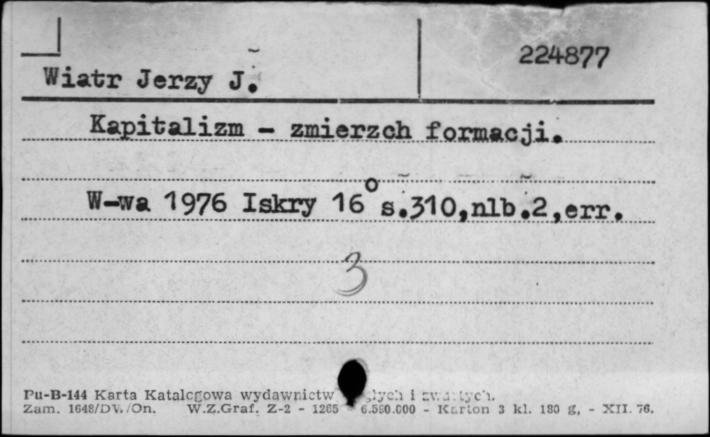 224877
Wiatr Jerzy J.
Kapitalizm - zmierzch formacji.
W-wa 1976 Iskry 16° s.310,nlb.2,err.
3
Pu-B-144 Karta Katalogowa wydawnictw i
Zam. 1648/DV./On. W.Z.Graf. Z-2 - 1265 6.580.000 - Karton 3 kl. 180 g, - XII. 76.